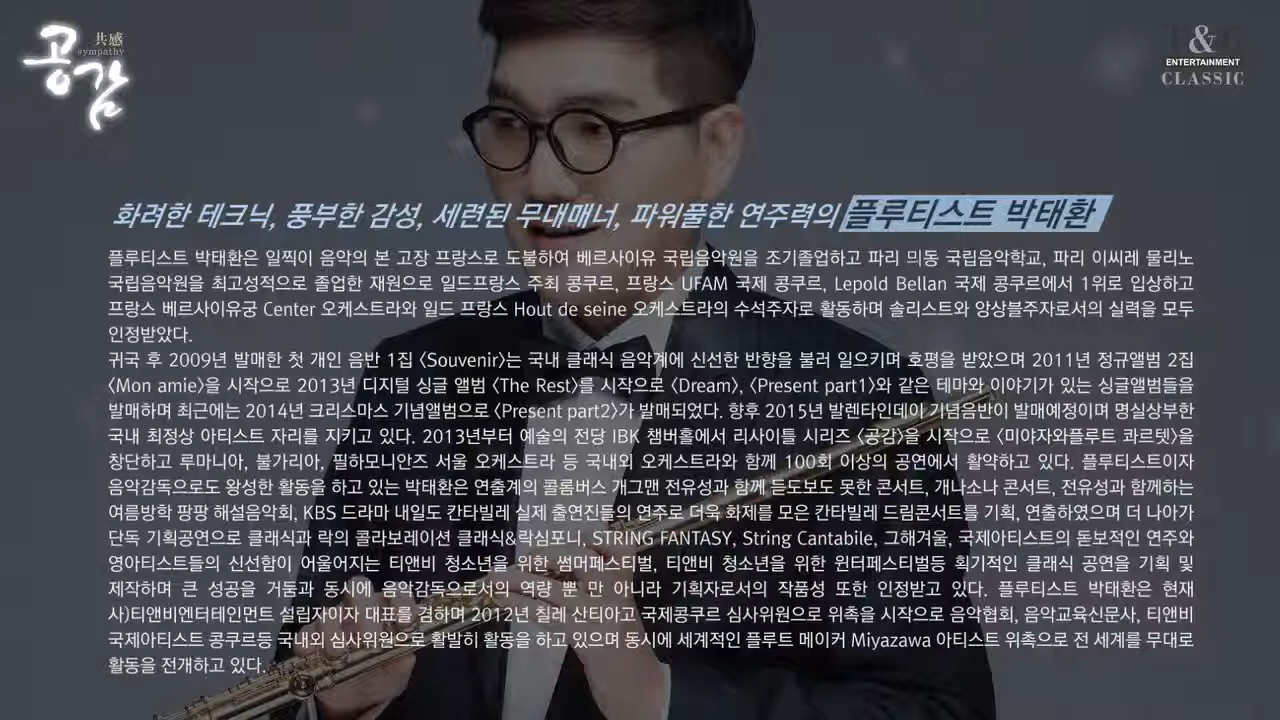 공감
共感
sympathy
&
ENTERTAINMENT
CLASSIC
화려한 테크닉, 풍부한 감성, 세련된 무대매너, 파워풀한 연주력의 플루티스트 박태환
플루티스트 박태환은 일찍이 음악의 본 고장 프랑스로 도불하여 베르사이유 국립음악원을 조기졸업하고 파리 믜동 국립음악학교, 파리 이씨레 물리노
국립음악원을 최고성적으로 졸업한 재원으로 일드프랑스 주최 콩쿠르, 프랑스 UFAM 국제 콩쿠르, Lepold Bellan 국제 콩쿠르에서 1위로 입상하고
프랑스 베르사이유궁 Center 오케스트라와 일드 프랑스 Hout de seine 오케스트라의 수석주자로 활동하며 솔리스트와 앙상블주자로서의 실력을 모두
인정받았다.
귀국 후 2009년 발매한 첫 개인 음반 1집 〈Souvenir〉는 국내 클래식 음악계에 신선한 반향을 불러 일으키며 호평을 받았으며 2011년 정규앨범 2집
〈Mon amie〉을 시작으로 2013년 디지털 싱글 앨범 〈The Rest〉를 시작으로 〈Dream〉, 〈Present part1〉와 같은 테마와 이야기가 있는 싱글앨범들을
발매하며 최근에는 2014년 크리스마스 기념앨범으로 〈Present part2〉가 발매되었다. 향후 2015년 발렌타인데이 기념음반이 발매예정이며 명실상부한
국내 최정상 아티스트 자리를 지키고 있다. 2013년부터 예술의 전당 IBK 챔버홀에서 리사이틀 시리즈 〈공감〉을 시작으로 〈미야자와플루트 콰르텟〉을
창단하고 루마니아, 불가리아, 필하모니안즈 서울 오케스트라 등 국내외 오케스트라와 함께 100회 이상의 공연에서 활약하고 있다. 플루티스트이자
음악감독으로도 왕성한 활동을 하고 있는 박태환은 연출계의 콜롬버스 개그맨 전유성과 함께 듣도보도 못한 콘서트, 개나소나 콘서트, 전유성과 함께하는
여름방학 팡팡 해설음악회, KBS 드라마 내일도 칸타빌레 실제 출연진들의 연주로 더욱 화제를 모은 칸타빌레 드림콘서트를 기획, 연출하였으며 더 나아가
단독 기획공연으로 클래식과 락의 콜라보레이션 클래식&락심포니, STRING FANTASY, String Cantabile, 그해겨울, 국제아티스트의 돋보적인 연주와
영아티스트들의 신선함이 어울어지는 티앤비 청소년을 위한 썸머페스티벌, 티앤비 청소년을 위한 윈터페스티벌등 획기적인 클래식 공연을 기획 및
제작하며 큰 성공을 거둠과 동시에 음악감독으로서의 역량 뿐 만 아니라 기획자로서의 작품성 또한 인정받고 있다. 플루티스트 박태환은 현재
사)티앤비엔터테인먼트 설립자이자 대표를 겸하며 2012년 칠레 산티아고 국제콩쿠르 심사위원으로 위촉을 시작으로 음악협회, 음악교육신문사, 티앤비
국제아티스트 콩쿠르등 국내외 심사위원으로 활발히 활동을 하고 있으며 동시에 세계적인 플루트 메이커 Miyazawa 아티스트 위촉으로 전 세계를 무대로
활동을 전개하고 있다.